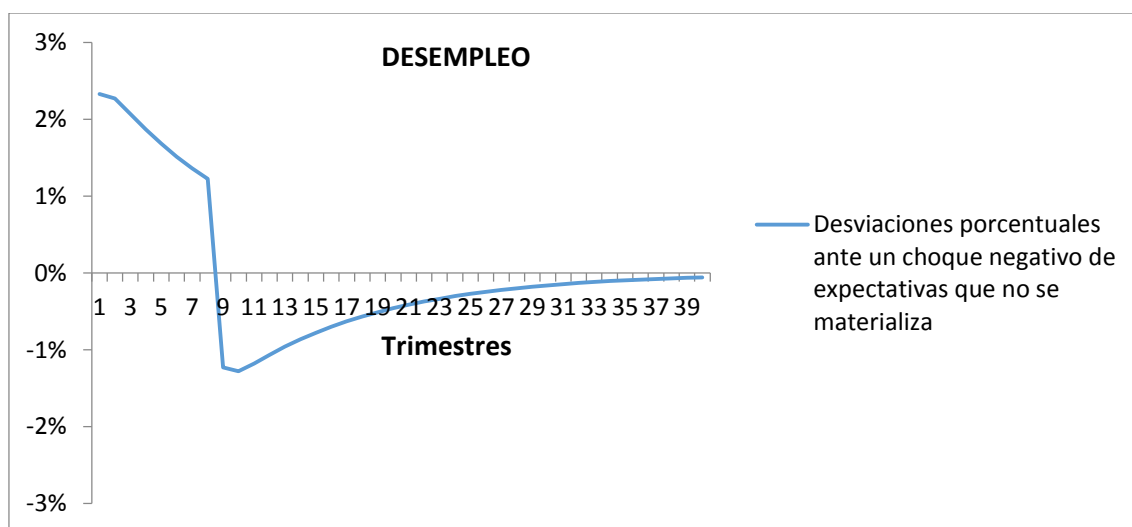 DESEMPLEO
3%
2%
1%
0%
-1%
-2%
-3%
1 3 5 7 9 11 13 15 17 19 21 23 25 27 29 31 33 35 37 39
Trimestres
Desviaciones porcentuales
ante un choque negativo de
expectativas que no se
materializa